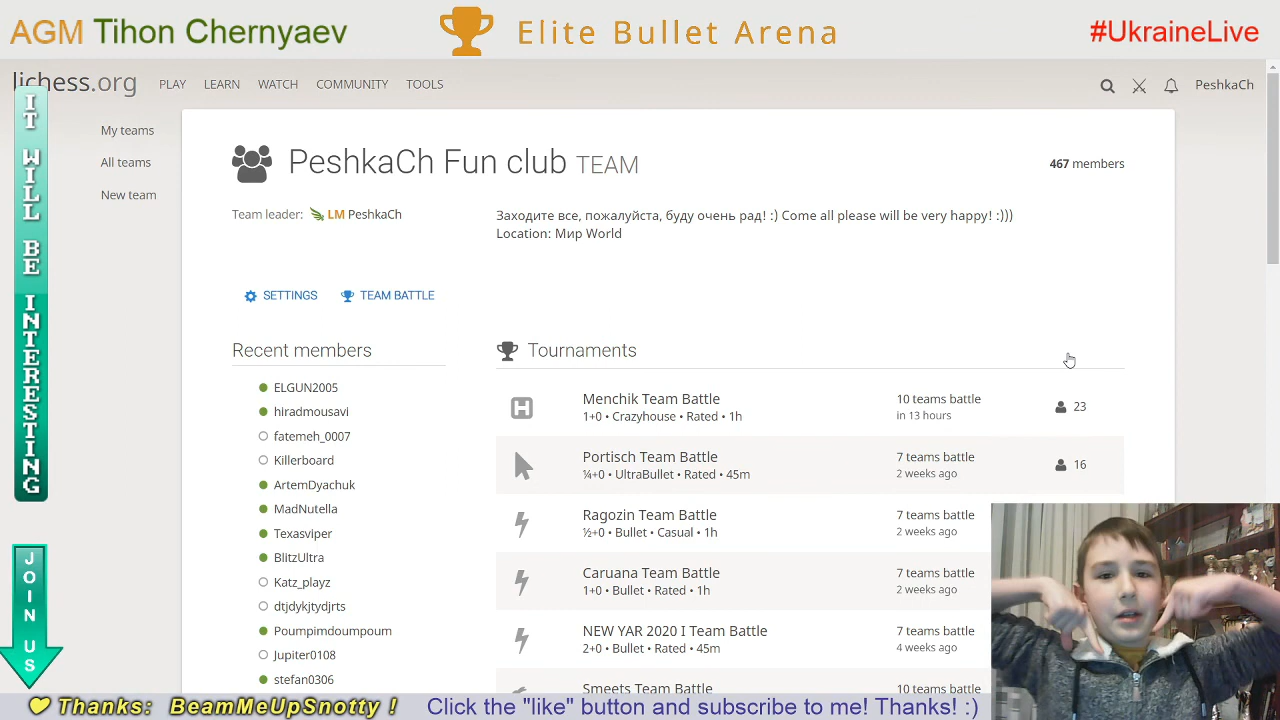 AGM Tihon Chernyaev
Elite Bullet Arena
#UkraineLive
lichess.org
PLAY
LEARN
WATCH
COMMUNITY
TOOLS
PeshkaCh
IT WILL BE INTERESTING
My teams
All teams
New team
PeshkaCh Fun club TEAM
467 members
Team leader: LM PeshkaCh
Заходите все, пожалуйста, буду очень рад! :) Come all please will be very happy! :)))
Location: Мир World
SETTINGS
TEAM BATTLE
Recent members
ELGUN2005
hiradmousavi
fatemeh_0007
Killerboard
ArtemDyachuk
MadNutella
Texasviper
BlitzUltra
Katz_playz
dtjdykjtydjrts
Poumpimdoumpoum
Jupiter0108
stefan0306
Tournaments
Menchik Team Battle
1+0 • Crazyhouse • Rated • 1h
10 teams battle
in 13 hours
23
Portisch Team Battle
¼+0 • UltraBullet • Rated • 45m
7 teams battle
2 weeks ago
16
Ragozin Team Battle
½+0 • Bullet • Casual • 1h
7 teams battle
2 weeks ago
Caruana Team Battle
1+0 • Bullet • Rated • 1h
7 teams battle
2 weeks ago
NEW YAR 2020 I Team Battle
2+0 • Bullet • Rated • 45m
7 teams battle
4 weeks ago
Smeets Team Battle
10 teams battle
JOIN US
Thanks: BeamMeUpSnotty !
Click the "like" button and subscribe to me! Thanks! :)